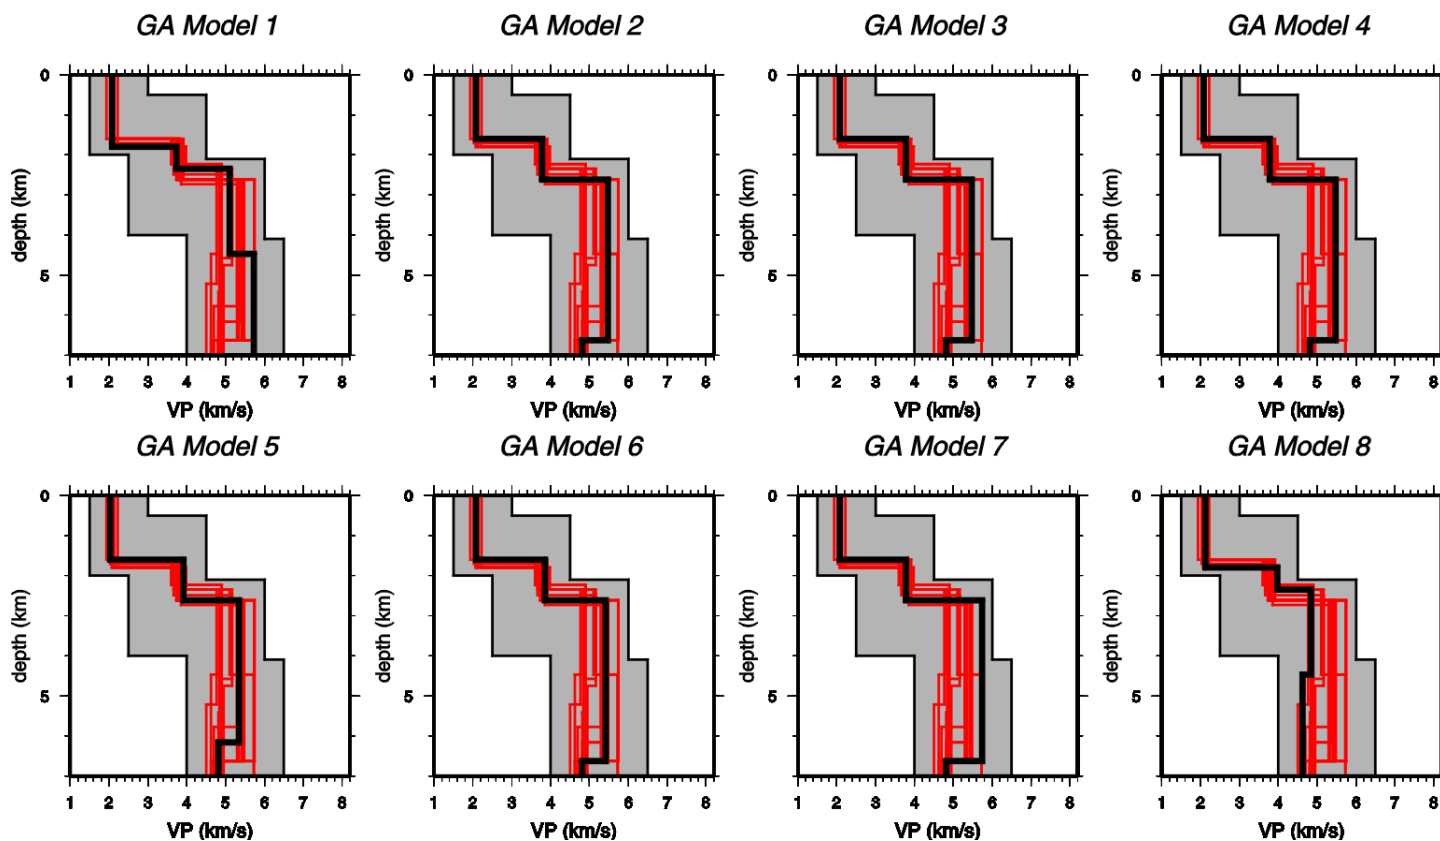 GA Model 1 GA Model 2 GA Model 3 GA Model 4
0 0 0 0
depth (km) depth (km) depth (km) depth (km)
5 5 5 5
1 2 3 4 5 6 7 8 1 2 3 4 5 6 7 8 1 2 3 4 5 6 7 8 1 2 3 4 5 6 7 8
VP (km/s) VP (km/s) VP (km/s) VP (km/s)
GA Model 5 GA Model 6 GA Model 7 GA Model 8
0 0 0 0
depth (km) depth (km) depth (km) depth (km)
5 5 5 5
1 2 3 4 5 6 7 8 1 2 3 4 5 6 7 8 1 2 3 4 5 6 7 8 1 2 3 4 5 6 7 8
VP (km/s) VP (km/s) VP (km/s) VP (km/s)